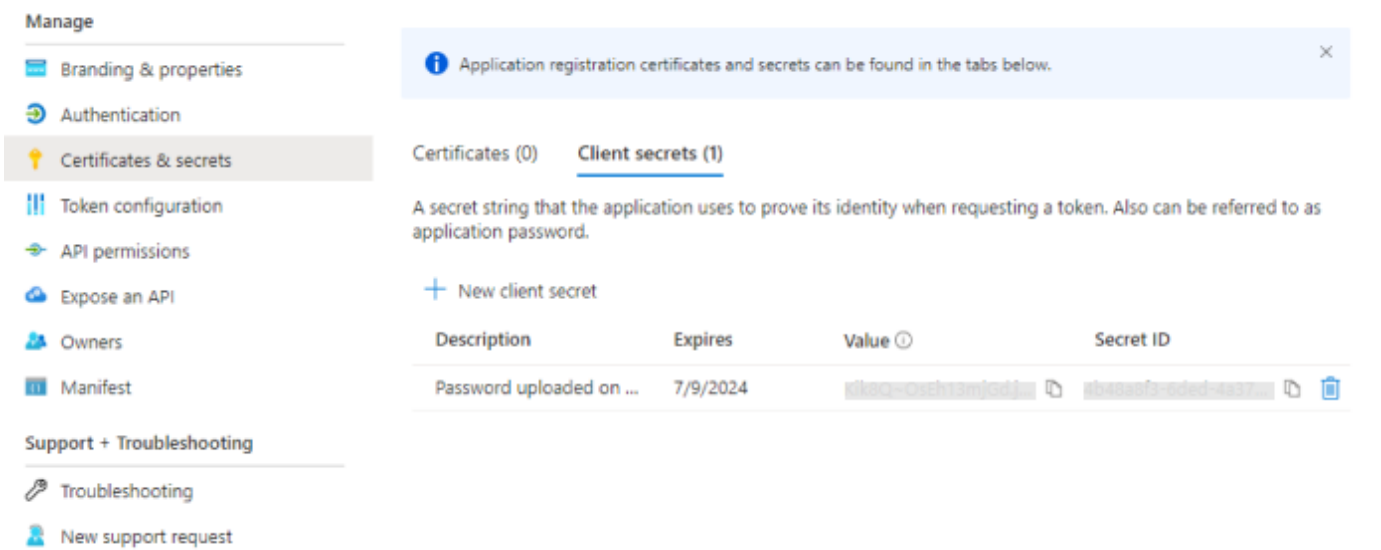 Manage
Branding & properties
Authentication
Certificates & secrets
Token configuration
API permissions
Expose an API
Owners
Manifest
Support + Troubleshooting
Troubleshooting
New support request
Application registration certificates and secrets can be found in the tabs below.
Certificates (0) Client secrets (1)
A secret string that the application uses to prove its identity when requesting a token. Also can be referred to as
application password.
New client secret
Description Expires Value Secret ID
Password uploaded on ... 7/9/2024